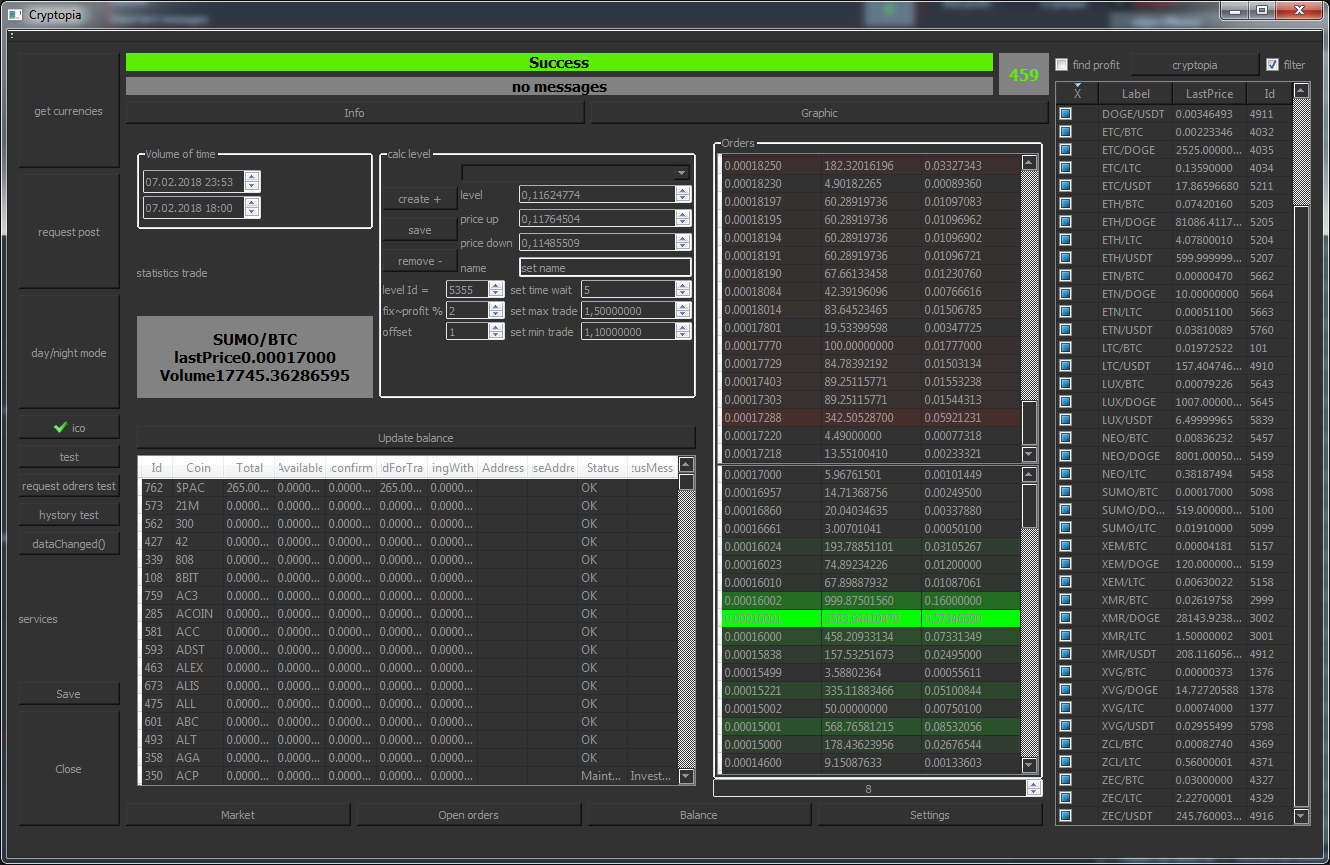 Cryptopia
get currencies
request post
day/night mode
ico
test
request odrers test
hystory test
dataChanged()
services
Save
Close
Success
no messages
459
Info
Graphic
Volume of time
07.02.2018 23:53
07.02.2018 18:00
statistics trade
SUMO/BTC
lastPrice0.00017000
Volume17745.36286595
calc level
create + level 0,11624774
save price up 0,11764504
price down 0,11485509
remove - name set name
level Id = 5355 set time wait 5
fix~profit % 2 set max trade 1,50000000
offset 1 set min trade 1,10000000
Update balance
Id Coin Total Available confirm dForTra ingWith Address seAddre Status tusMess
762 $PAC 265.00... 0.0000... 0.0000... 265.00... 0.0000... OK
573 21M 0.0000... 0.0000... 0.0000... 0.0000... 0.0000... OK
562 300 0.0000... 0.0000... 0.0000... 0.0000... 0.0000... OK
427 42 0.0000... 0.0000... 0.0000... 0.0000... 0.0000... OK
339 808 0.0000... 0.0000... 0.0000... 0.0000... 0.0000... OK
108 8BIT 0.0000... 0.0000... 0.0000... 0.0000... 0.0000... OK
759 AC3 0.0000... 0.0000... 0.0000... 0.0000... 0.0000... OK
285 ACOIN 0.0000... 0.0000... 0.0000... 0.0000... 0.0000... OK
581 ACC 0.0000... 0.0000... 0.0000... 0.0000... 0.0000... OK
593 ADST 0.0000... 0.0000... 0.0000... 0.0000... 0.0000... OK
463 ALEX 0.0000... 0.0000... 0.0000... 0.0000... 0.0000... OK
673 ALIS 0.0000... 0.0000... 0.0000... 0.0000... 0.0000... OK
475 ALL 0.0000... 0.0000... 0.0000... 0.0000... 0.0000... OK
601 ABC 0.0000... 0.0000... 0.0000... 0.0000... 0.0000... OK
493 ALT 0.0000... 0.0000... 0.0000... 0.0000... 0.0000... OK
358 AGA 0.0000... 0.0000... 0.0000... 0.0000... 0.0000... OK
350 ACP 0.0000... 0.0000... 0.0000... 0.0000... 0.0000... Maint... Invest...
Orders
0.00018250 182.32016196 0.03327343
0.00018230 4.90182265 0.00089360
0.00018197 60.28919736 0.01097083
0.00018195 60.28919736 0.01096962
0.00018194 60.28919736 0.01096902
0.00018191 60.28919736 0.01096721
0.00018190 67.66133458 0.01230760
0.00018084 42.39196096 0.00766616
0.00018014 83.64523465 0.01506785
0.00017801 19.53399598 0.00347725
0.00017770 100.00000000 0.01777000
0.00017729 84.78392192 0.01503134
0.00017403 89.25115771 0.01553238
0.00017303 89.25115771 0.01544313
0.00017288 342.50528700 0.05921231
0.00017220 4.49000000 0.00077318
0.00017218 13.55100410 0.00233321
0.00017000 5.96761501 0.00101449
0.00016957 14.71368756 0.00249500
0.00016860 20.04034635 0.00337880
0.00016661 3.00701041 0.00050100
0.00016024 193.78851101 0.03105267
0.00016023 74.89234226 0.01200000
0.00016010 67.89887932 0.01087061
0.00016002 999.87501560 0.16000000
0.00016000 458.20933134 0.07331349
0.00015838 157.53251673 0.02495000
0.00015499 3.58802364 0.00055611
0.00015221 335.11883466 0.05100844
0.00015002 50.00000000 0.00750100
0.00015001 568.76581215 0.08532056
0.00015000 178.43623956 0.02676544
0.00014600 9.15087633 0.00133603
8
Market
Open orders
Balance
Settings
find profit
cryptopia
filter
X Label LastPrice Id
DOGE/USDT 0.00346493 4911
ETC/BTC 0.00223346 4032
ETC/DOGE 2525.00000... 4035
ETC/LTC 0.13590000 4034
ETC/USDT 17.86596680 5211
ETH/BTC 0.07420160 5203
ETH/DOGE 81086.4117... 5205
ETH/LTC 4.07800010 5204
ETH/USDT 599.999999... 5207
ETN/BTC 0.00000470 5662
ETN/DOGE 10.00000000 5664
ETN/LTC 0.00051100 5663
ETN/USDT 0.03810089 5760
LTC/BTC 0.01972522 101
LTC/USDT 157.404746... 4910
LUX/BTC 0.00079226 5643
LUX/DOGE 1007.00000... 5645
LUX/USDT 6.49999965 5839
NEO/BTC 0.00836232 5457
NEO/DOGE 8001.00050... 5459
NEO/LTC 0.38187494 5458
SUMO/BTC 0.00017000 5098
SUMO/DO... 519.000000... 5100
SUMO/LTC 0.01910000 5099
XEM/BTC 0.00004181 5157
XEM/DOGE 120.000000... 5159
XEM/LTC 0.00630022 5158
XMR/BTC 0.02619758 2999
XMR/DOGE 28143.9238... 3002
XMR/LTC 1.50000002 3001
XMR/USDT 208.116056... 4912
XVG/BTC 0.00000373 1376
XVG/DOGE 14.72720588 1378
XVG/LTC 0.00074000 1377
XVG/USDT 0.02955499 5798
ZCL/BTC 0.00082740 4369
ZCL/LTC 0.56000001 4371
ZEC/BTC 0.03000000 4327
ZEC/LTC 2.22700001 4329
ZEC/USDT 245.760003... 4916